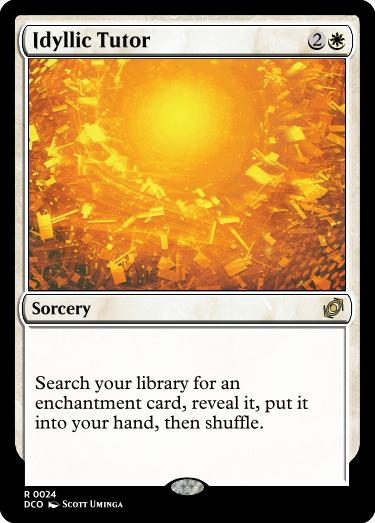 Idyllic Tutor 2
Sorcery
Search your library for an
enchantment card, reveal it, put it
into your hand, then shuffle.
R 0024
DCO Scott Uminga